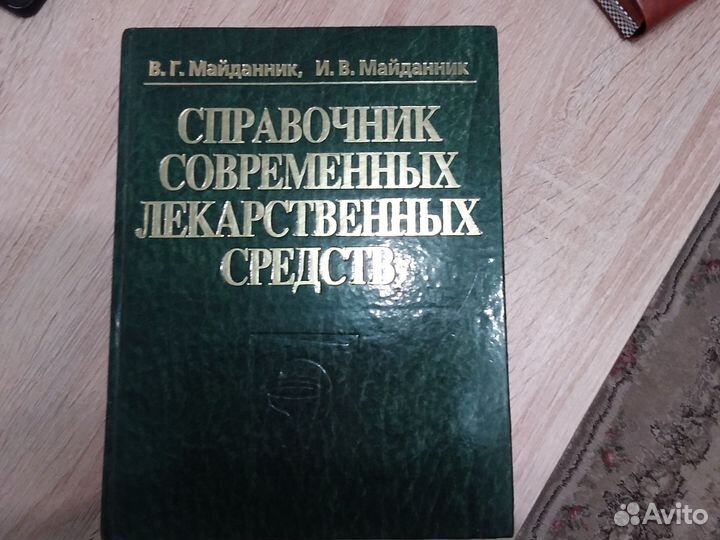 В. Г. Майданник, И. В. Майданник
СПРАВОЧНИК
СОВРЕМЕННЫХ
ЛЕКАРСТВЕННЫХ
СРЕДСТВ
Avito